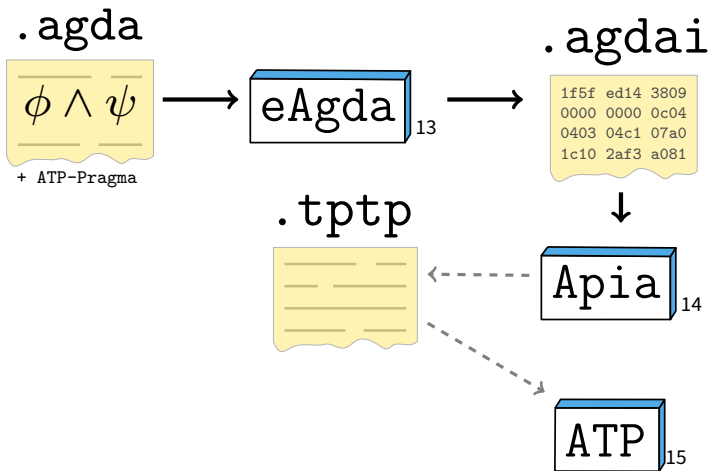 .agda
ϕ ∧ ψ
+ ATP-Pragma
eAgda
13
.agdai
1f5f ed14 3809
0000 0000 0c04
0403 04c1 07a0
1c10 2af3 a081
.tptp
Apia
14
ATP
15